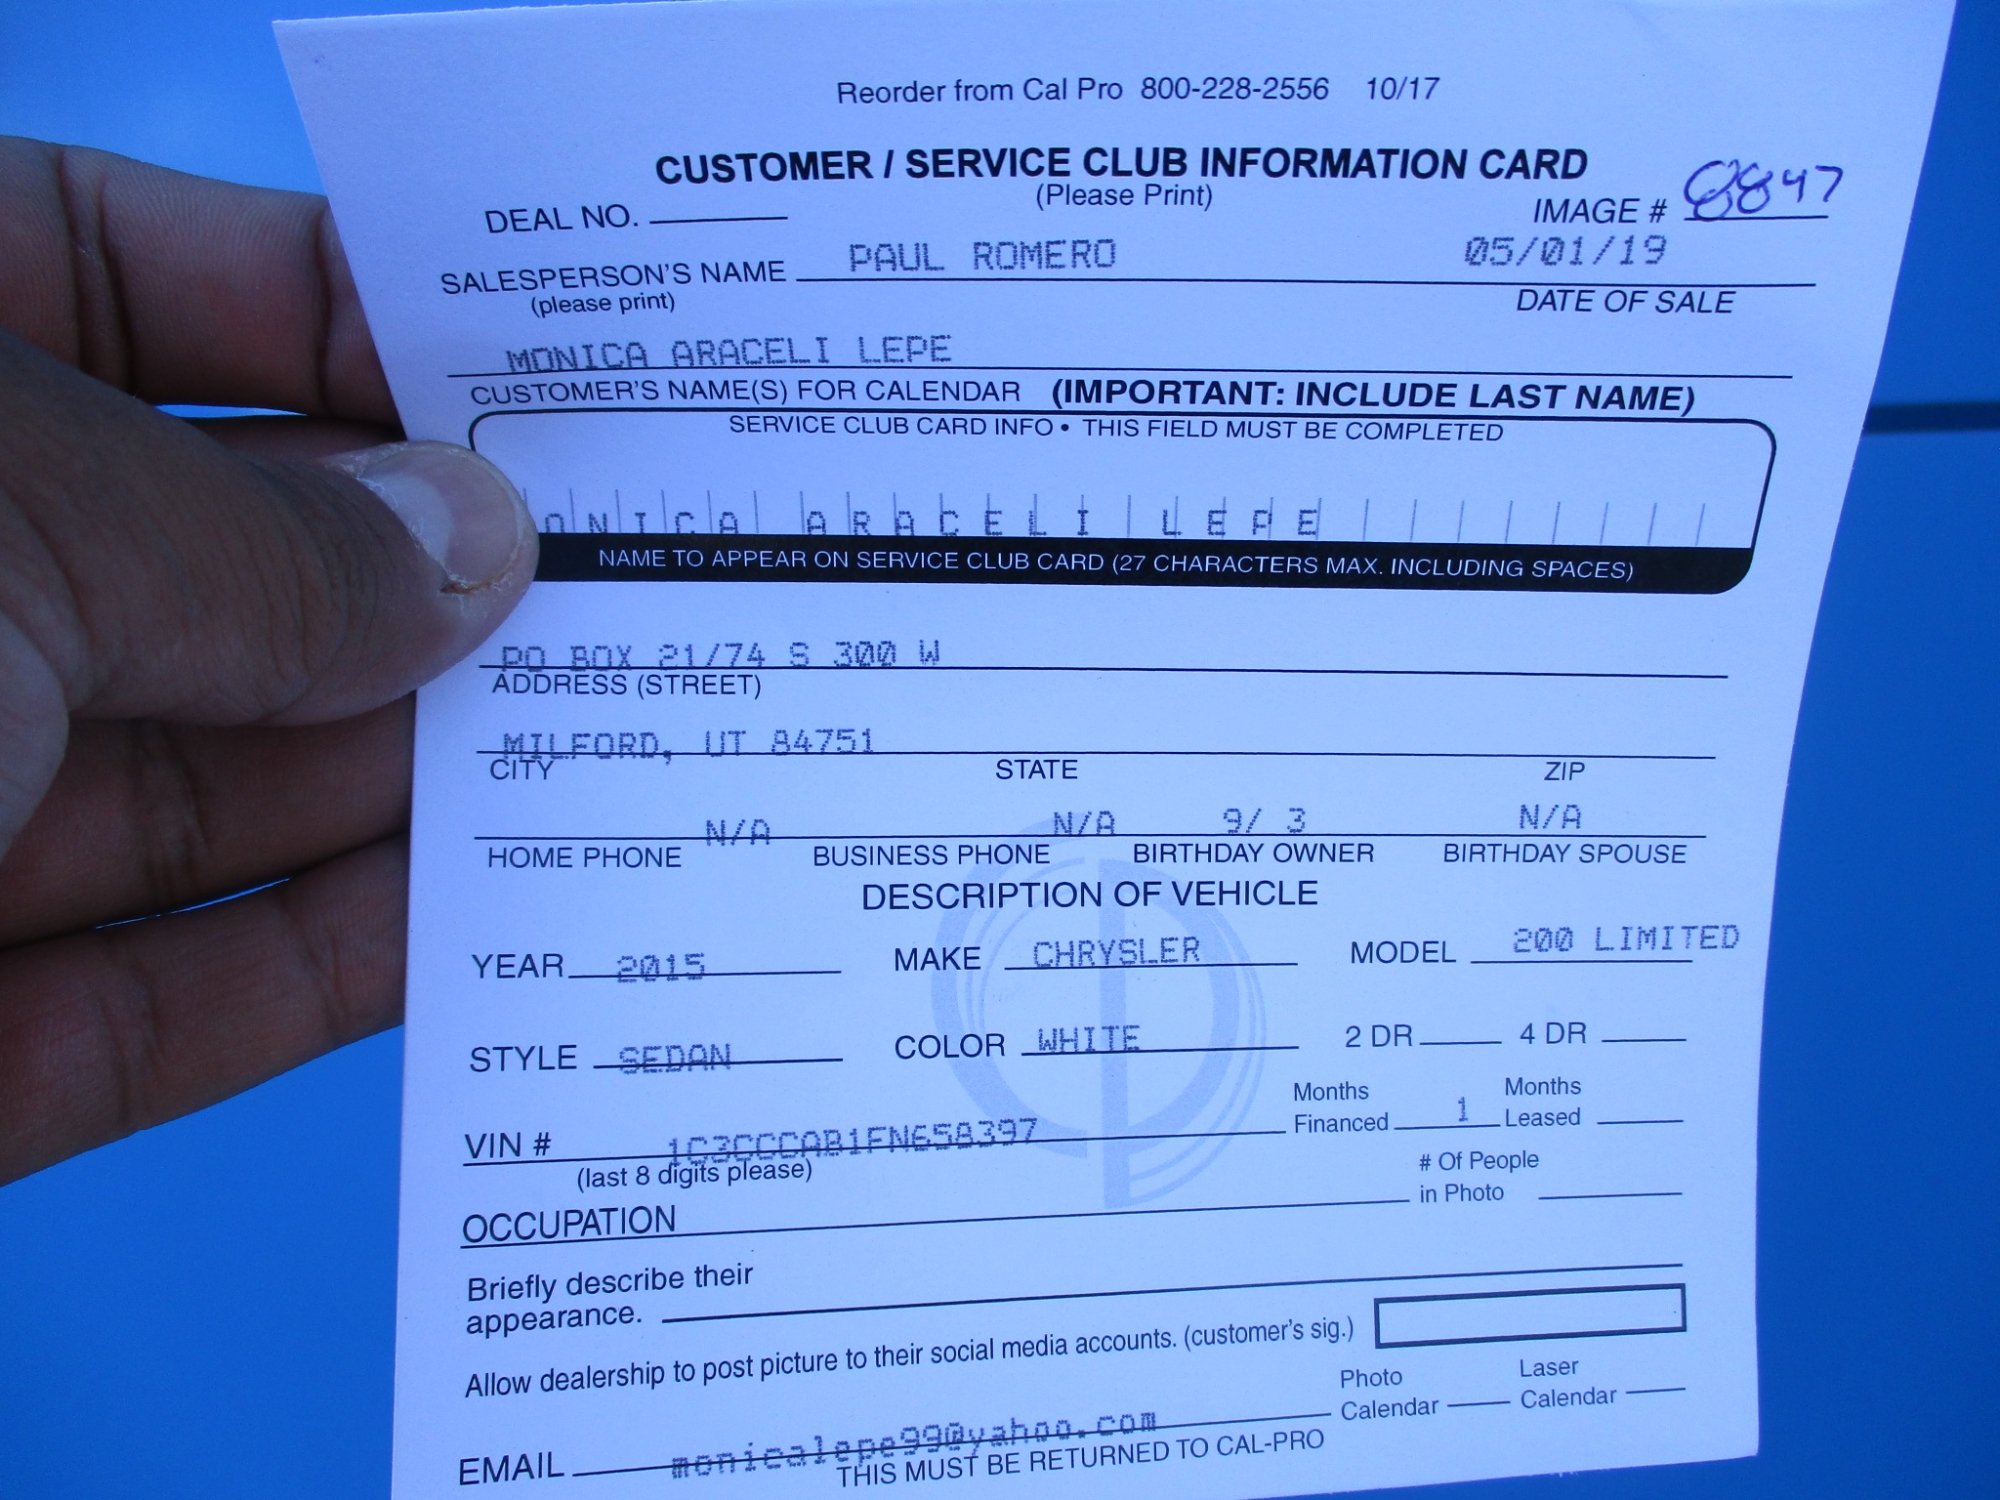 Reorder from Cal Pro 800-228-2556 10/17
CUSTOMER / SERVICE CLUB INFORMATION CARD
(Please Print)
DEAL NO. IMAGE # 8847
SALESPERSON'S NAME PAUL ROMERO 05/01/19
(please print) DATE OF SALE
MONICA ARACELI LEPE
CUSTOMER'S NAME(S) FOR CALENDAR (IMPORTANT: INCLUDE LAST NAME)
SERVICE CLUB CARD INFO • THIS FIELD MUST BE COMPLETED
ONICA ARACELI LEPE
NAME TO APPEAR ON SERVICE CLUB CARD (27 CHARACTERS MAX. INCLUDING SPACES)
PO BOX 21/74 S 300 W
ADDRESS (STREET)
MILFORD, UT 84751
CITY STATE ZIP
N/A N/A 9/ 3 N/A
HOME PHONE BUSINESS PHONE BIRTHDAY OWNER BIRTHDAY SPOUSE
DESCRIPTION OF VEHICLE
YEAR 2015 MAKE CHRYSLER MODEL 200 LIMITED
STYLE SEDAN COLOR WHITE 2 DR 4 DR
Months Months
VIN # 1C3CCCAB1FN658397 Financed 1 Leased
(last 8 digits please) # Of People
OCCUPATION in Photo
Briefly describe their
appearance.
Allow dealership to post picture to their social media accounts. (customer's sig.)
Photo Laser
Calendar Calendar
EMAIL monicalepe99@yahoo.com
THIS MUST BE RETURNED TO CAL-PRO